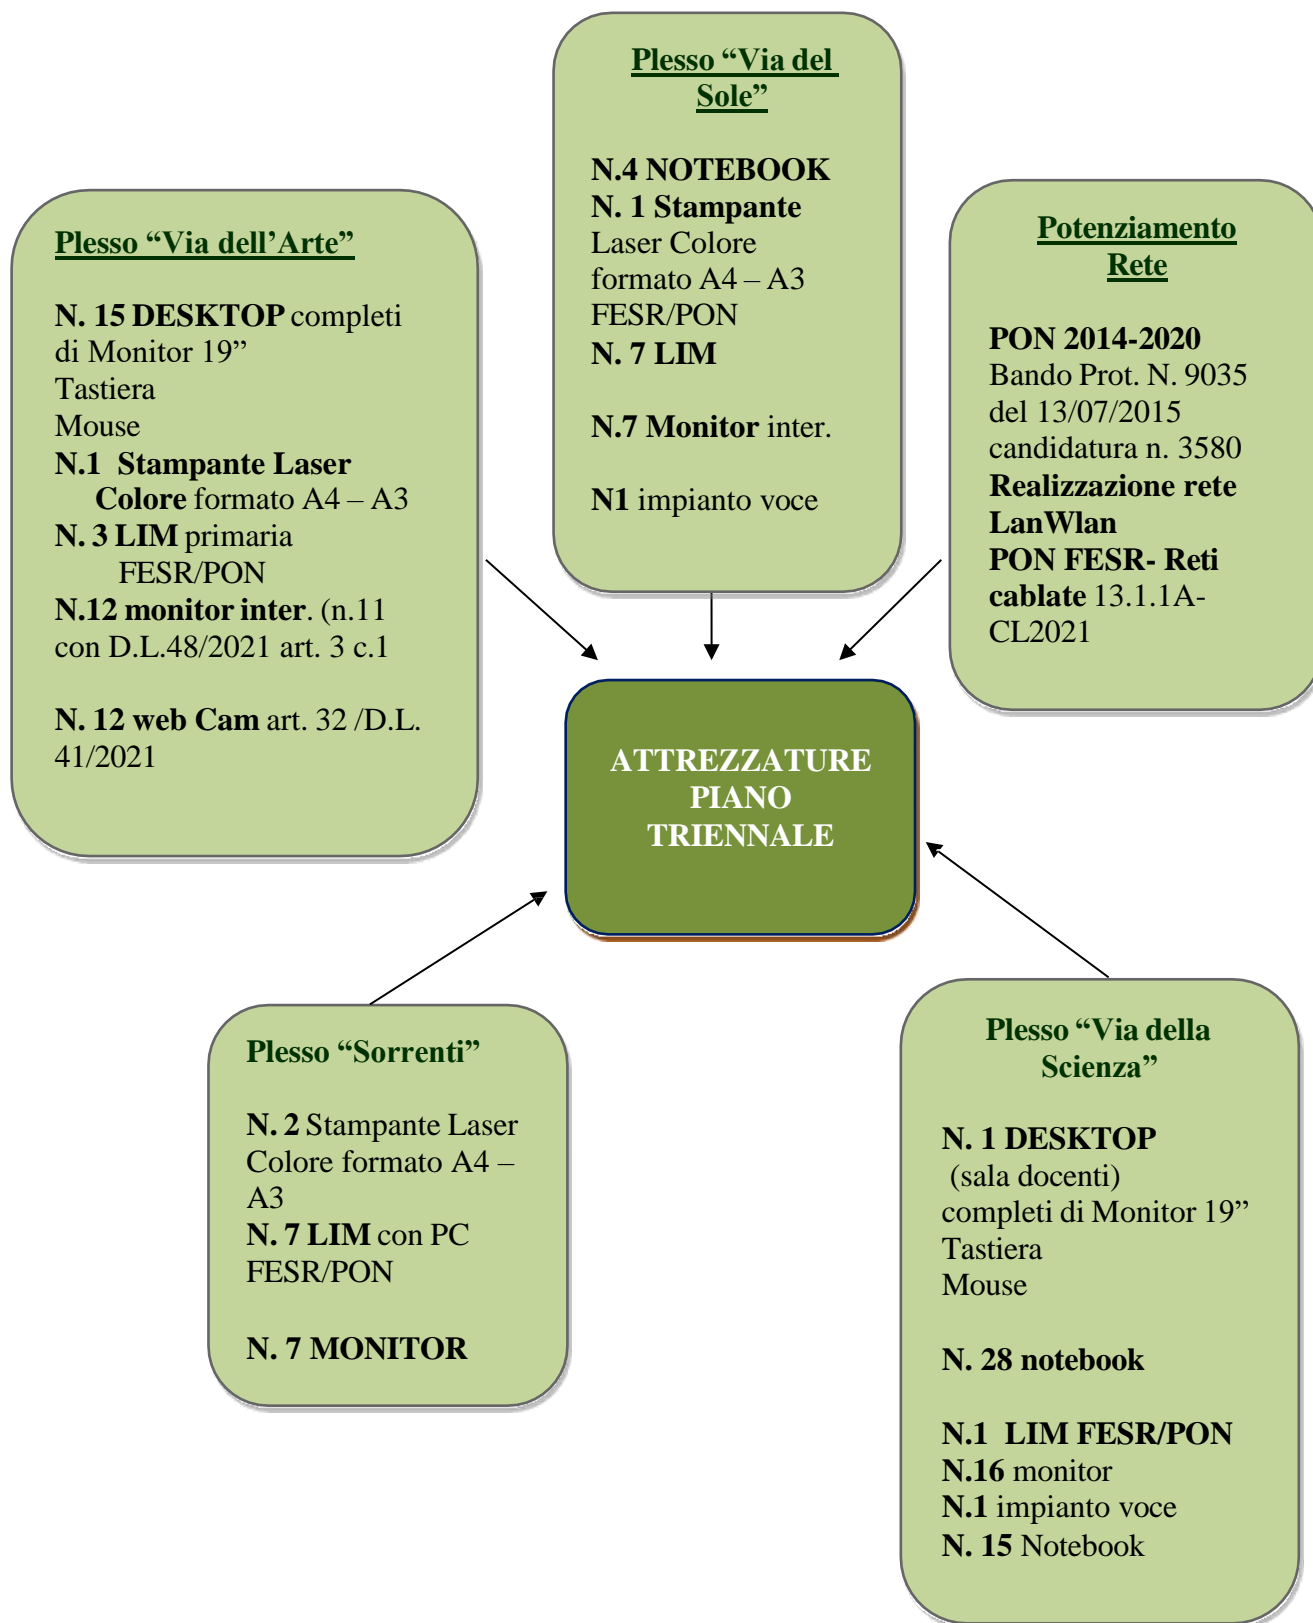 Plesso “Via del
Sole”
N.4 NOTEBOOK
N. 1 Stampante
Laser Colore
formato A4 – A3
FESR/PON
N. 7 LIM
N.7 Monitor inter.
N1 impianto voce
Plesso “Via dell’Arte”
N. 15 DESKTOP completi
di Monitor 19”
Tastiera
Mouse
N.1 Stampante Laser
Colore formato A4 – A3
N. 3 LIM primaria
FESR/PON
N.12 monitor inter. (n.11
con D.L.48/2021 art. 3 c.1
N. 12 web Cam art. 32 /D.L.
41/2021
Potenziamento
Rete
PON 2014-2020
Bando Prot. N. 9035
del 13/07/2015
candidatura n. 3580
Realizzazione rete
LanWlan
PON FESR- Reti
cablate 13.1.1A-
CL2021
ATTREZZATURE
PIANO
TRIENNALE
Plesso “Sorrenti”
N. 2 Stampante Laser
Colore formato A4 –
A3
N. 7 LIM con PC
FESR/PON
N. 7 MONITOR
Plesso “Via della
Scienza”
N. 1 DESKTOP
(sala docenti)
completi di Monitor 19”
Tastiera
Mouse
N. 28 notebook
N.1 LIM FESR/PON
N.16 monitor
N.1 impianto voce
N. 15 Notebook